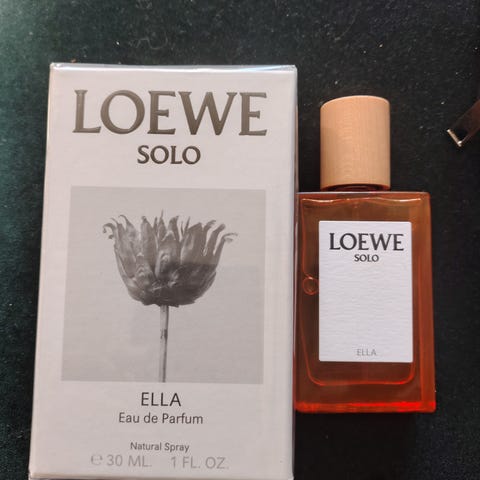 LOEWE
SOLO
ELLA
Eau de Parfum
Natural Spray
℮ 30 ML. 1 FL. OZ.
LOEWE
SOLO
ELLA